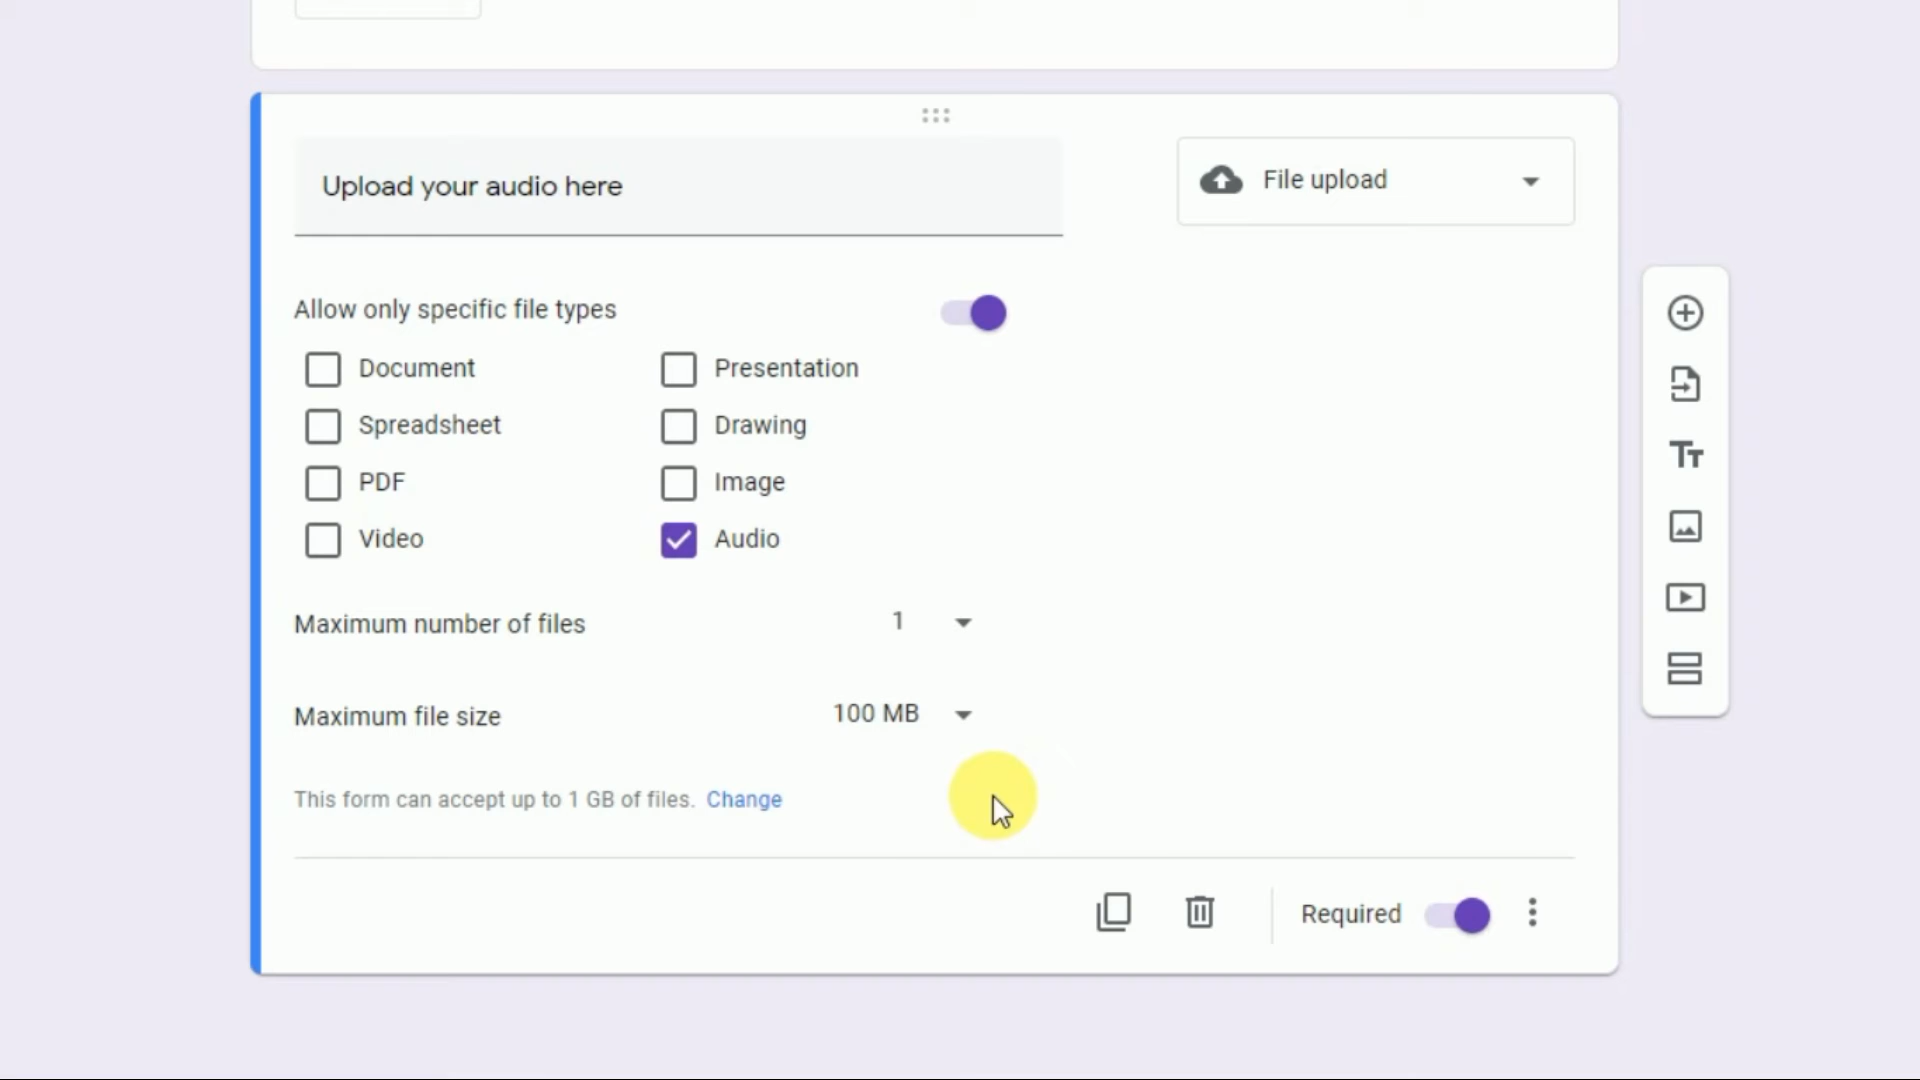 Upload your audio here
File upload
Allow only specific file types
Document
Presentation
Spreadsheet
Drawing
PDF
Image
Video
Audio
Maximum number of files
1
Maximum file size
100 MB
This form can accept up to 1 GB of files. Change
Required